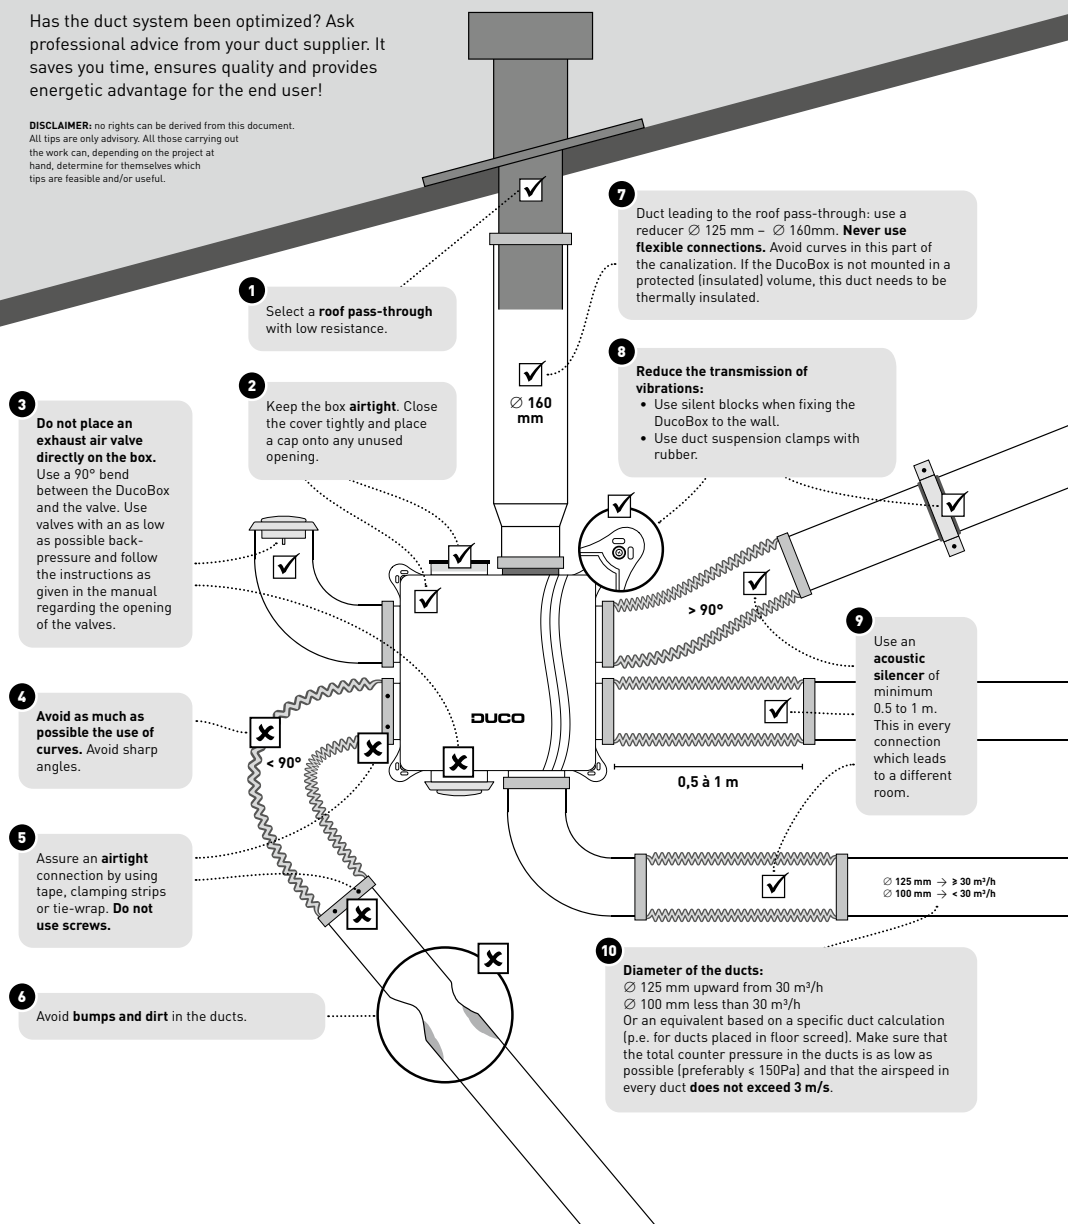 Has the duct system been optimized? Ask
professional advice from your duct supplier. It
saves you time, ensures quality and provides
energetic advantage for the end user!
DISCLAIMER: no rights can be derived from this document.
All tips are only advisory. All those carrying out
the work can, depending on the project at
hand, determine for themselves which
tips are feasible and/or useful.
1
Select a roof pass-through
with low resistance.
2
Keep the box airtight. Close
the cover tightly and place
a cap onto any unused
opening.
3
Do not place an
exhaust air valve
directly on the box.
Use a 90° bend
between the DucoBox
and the valve. Use
valves with an as low
as possible back-
pressure and follow
the instructions as
given in the manual
regarding the opening
of the valves.
4
Avoid as much as
possible the use of
curves. Avoid sharp
angles.
5
Assure an airtight
connection by using
tape, clamping strips
or tie-wrap. Do not
use screws.
6
Avoid bumps and dirt in the ducts.
7
Duct leading to the roof pass-through: use a
reducer ∅ 125 mm – ∅ 160mm. Never use
flexible connections. Avoid curves in this part of
the canalization. If the DucoBox is not mounted in a
protected (insulated) volume, this duct needs to be
thermally insulated.
8
Reduce the transmission of
vibrations:
• Use silent blocks when fixing the
DucoBox to the wall.
• Use duct suspension clamps with
rubber.
9
Use an
acoustic
silencer of
minimum
0.5 to 1 m.
This in every
connection
which leads
to a different
room.
10
Diameter of the ducts:
∅ 125 mm upward from 30 m³/h
∅ 100 mm less than 30 m³/h
Or an equivalent based on a specific duct calculation
(p.e. for ducts placed in floor screed). Make sure that
the total counter pressure in the ducts is as low as
possible (preferably ⩽ 150Pa) and that the airspeed in
every duct does not exceed 3 m/s.
∅ 160
mm
> 90°
< 90°
DUCO
0,5 à 1 m
∅ 125 mm → ⩾ 30 m³/h
∅ 100 mm → < 30 m³/h